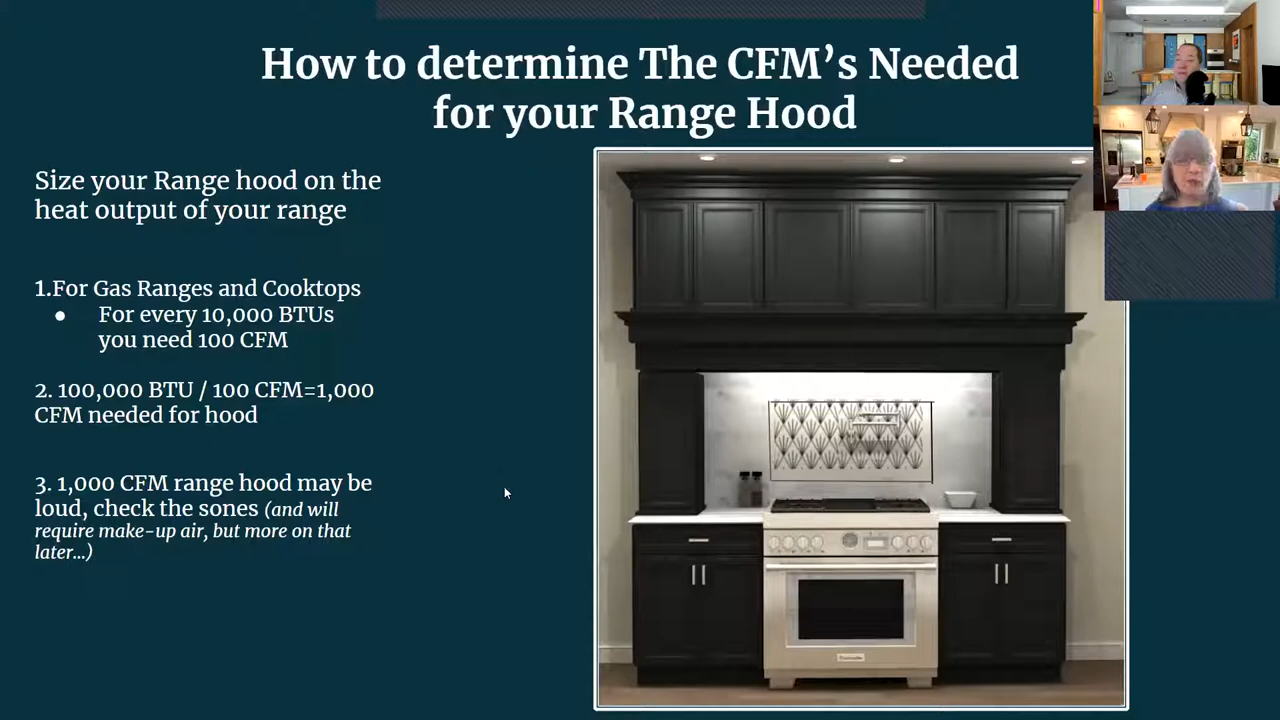 How to determine The CFM’s Needed
for your Range Hood
Size your Range hood on the
heat output of your range
1.For Gas Ranges and Cooktops
● For every 10,000 BTUs
you need 100 CFM
2. 100,000 BTU / 100 CFM=1,000
CFM needed for hood
3. 1,000 CFM range hood may be
loud, check the sones (and will
require make-up air, but more on that
later...)